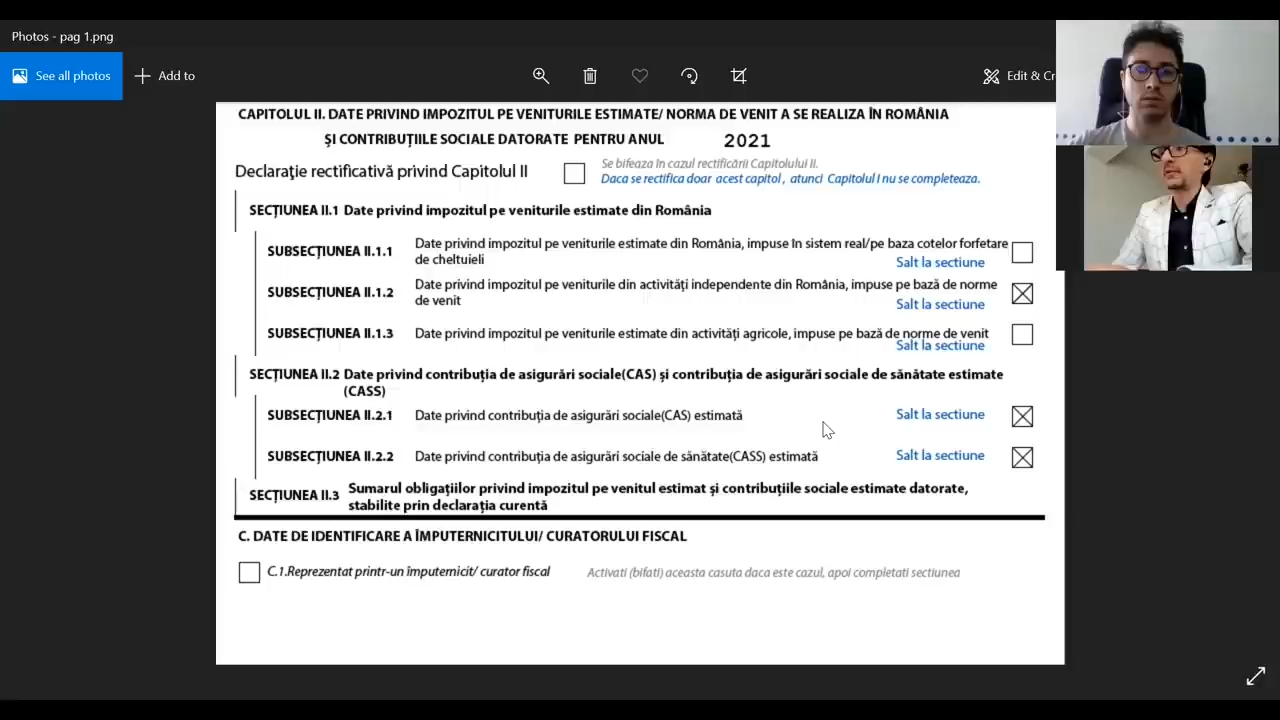 Photos - pag 1.png
See all photos
Add to
Edit & Cr
CAPITOLUL II. DATE PRIVIND IMPOZITUL PE VENITURILE ESTIMATE/ NORMA DE VENIT A SE REALIZA ÎN ROMÂNIA
ŞI CONTRIBUŢIILE SOCIALE DATORATE PENTRU ANUL 2021
Declaraţie rectificativă privind Capitolul II
Se bifeaza în cazul rectificării Capitolului II.
Daca se rectifica doar acest capitol , atunci Capitolul I nu se completeaza.
SECŢIUNEA II.1 Date privind impozitul pe veniturile estimate din România
SUBSECŢIUNEA II.1.1 Date privind impozitul pe veniturile estimate din România, impuse în sistem real/pe baza cotelor forfetare
de cheltuieli
Salt la sectiune
SUBSECŢIUNEA II.1.2 Date privind impozitul pe veniturile din activităţi independente din România, impuse pe bază de norme
de venit
Salt la sectiune
SUBSECŢIUNEA II.1.3 Date privind impozitul pe veniturile estimate din activităţi agricole, impuse pe bază de norme de venit
Salt la sectiune
SECŢIUNEA II.2 Date privind contribuţia de asigurări sociale(CAS) şi contribuţia de asigurări sociale de sănătate estimate
(CASS)
SUBSECŢIUNEA II.2.1 Date privind contribuţia de asigurări sociale(CAS) estimată Salt la sectiune
SUBSECŢIUNEA II.2.2 Date privind contribuţia de asigurări sociale de sănătate(CASS) estimată Salt la sectiune
SECŢIUNEA II.3 Sumarul obligaţiilor privind impozitul pe venitul estimat şi contribuţiile sociale estimate datorate,
stabilite prin declaraţia curentă
C. DATE DE IDENTIFICARE A ÎMPUTERNICITULUI/ CURATORULUI FISCAL
C.1.Reprezentat printr-un împuternicit/ curator fiscal Activati (bifati) aceasta casuta daca este cazul, apoi completati sectiunea